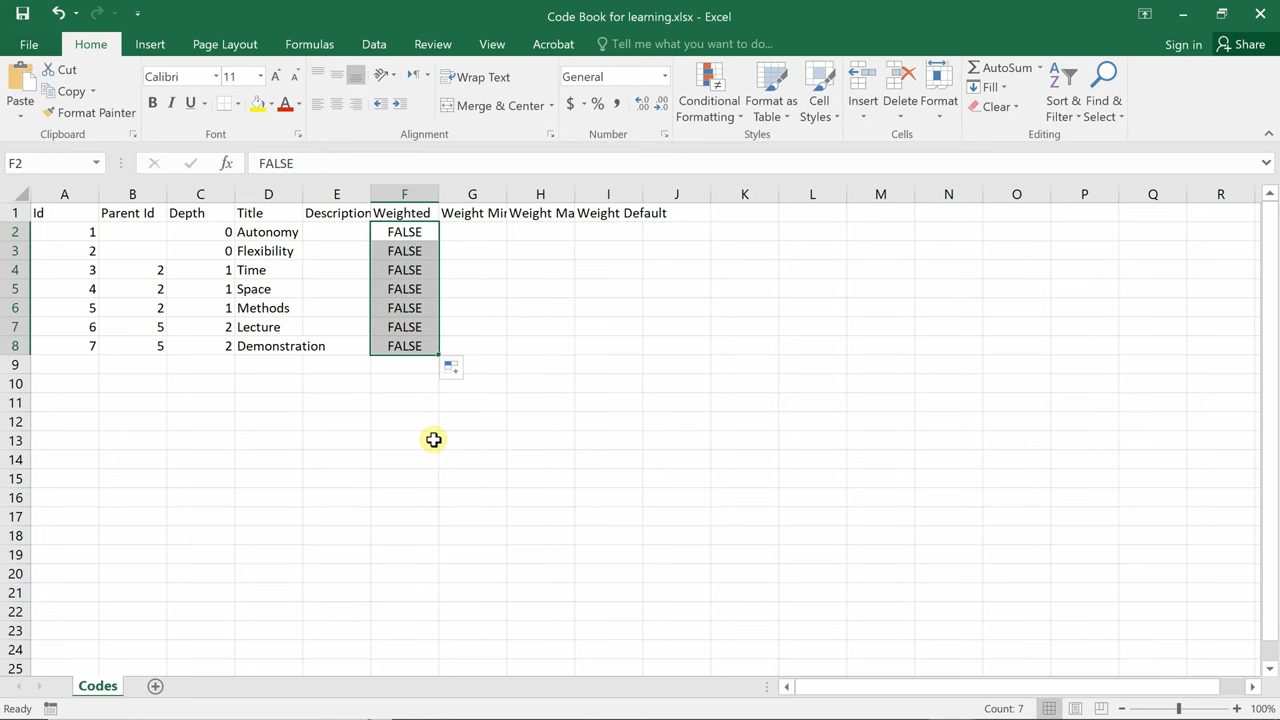 Code Book for learning.xlsx - Excel
File Home Insert Page Layout Formulas Data Review View Acrobat Tell me what you want to do... Sign in Share
Paste
Cut
Copy
Format Painter
Calibri 11
B I U
Wrap Text
Merge & Center
General
$ % , .0 .00
Conditional Formatting
Format as Table
Cell Styles
Insert Delete Format
AutoSum
Fill
Clear
Sort & Filter
Find & Select
Clipboard Font Alignment Number Styles Cells Editing
F2 fx FALSE
A B C D E F G H I J K L M N O P Q R
1 Id Parent Id Depth Title Description Weighted Weight Min Weight Ma Weight Default
2 1 0 Autonomy FALSE
3 2 0 Flexibility FALSE
4 3 2 1 Time FALSE
5 4 2 1 Space FALSE
6 5 2 1 Methods FALSE
7 6 5 2 Lecture FALSE
8 7 5 2 Demonstration FALSE
9
10
11
12
13
14
15
16
17
18
19
20
21
22
23
24
25
Codes
Ready Count: 7 100%